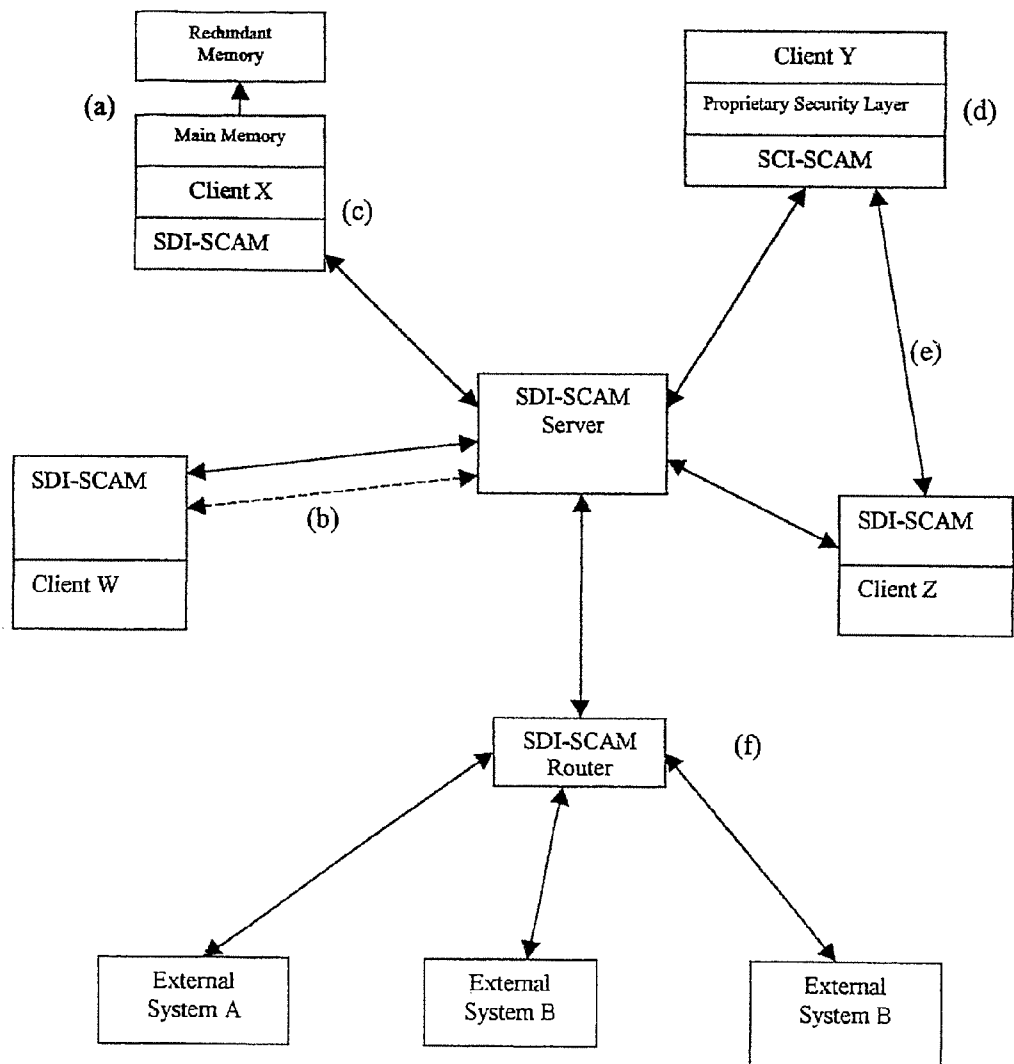 Redundant
Memory
(a)
Main Memory
Client X
(c)
SDI-SCAM
Client Y
Proprietary Security Layer
(d)
SCI-SCAM
(e)
SDI-SCAM
Server
SDI-SCAM
(b)
Client W
SDI-SCAM
Client Z
SDI-SCAM
Router
(f)
External
System A
External
System B
External
System B